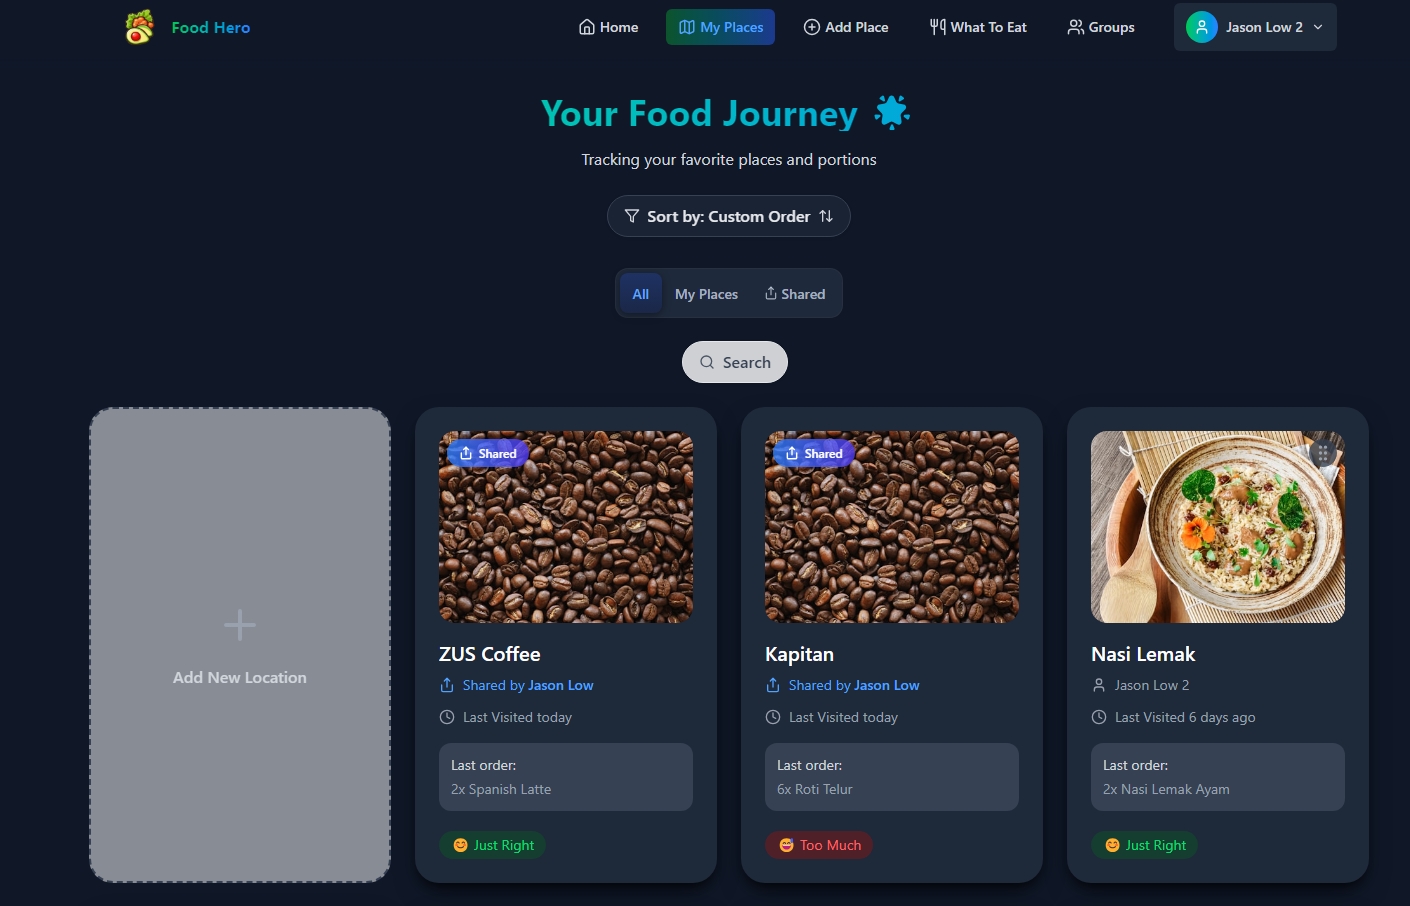 Food Hero
Home
My Places
Add Place
What To Eat
Groups
Jason Low 2
Your Food Journey
Tracking your favorite places and portions
Sort by: Custom Order
All
My Places
Shared
Search
Add New Location
Shared
ZUS Coffee
Shared by Jason Low
Last Visited today
Last order:
2x Spanish Latte
Just Right
Shared
Kapitan
Shared by Jason Low
Last Visited today
Last order:
6x Roti Telur
Too Much
Nasi Lemak
Jason Low 2
Last Visited 6 days ago
Last order:
2x Nasi Lemak Ayam
Just Right